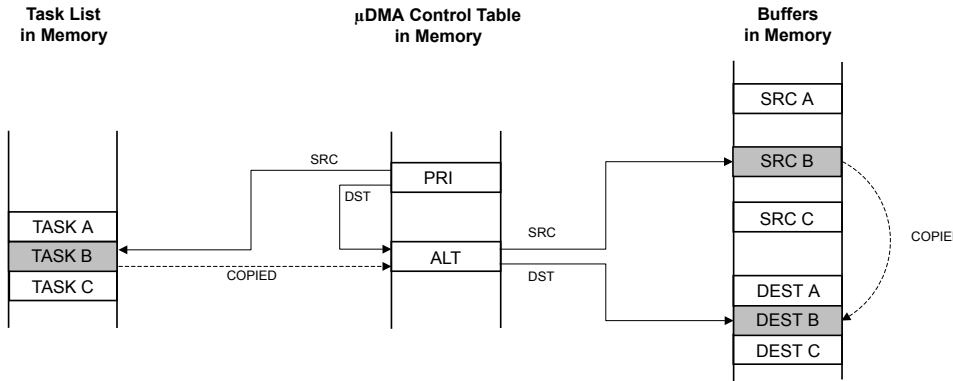 Task List
in Memory
μDMA Control Table
in Memory
Buffers
in Memory
SRC A
SRC
SRC B
PRI
DST
TASK A
SRC C
SRC
COPIED
TASK B
ALT
COPIED
DST
TASK C
DEST A
DEST B
DEST C